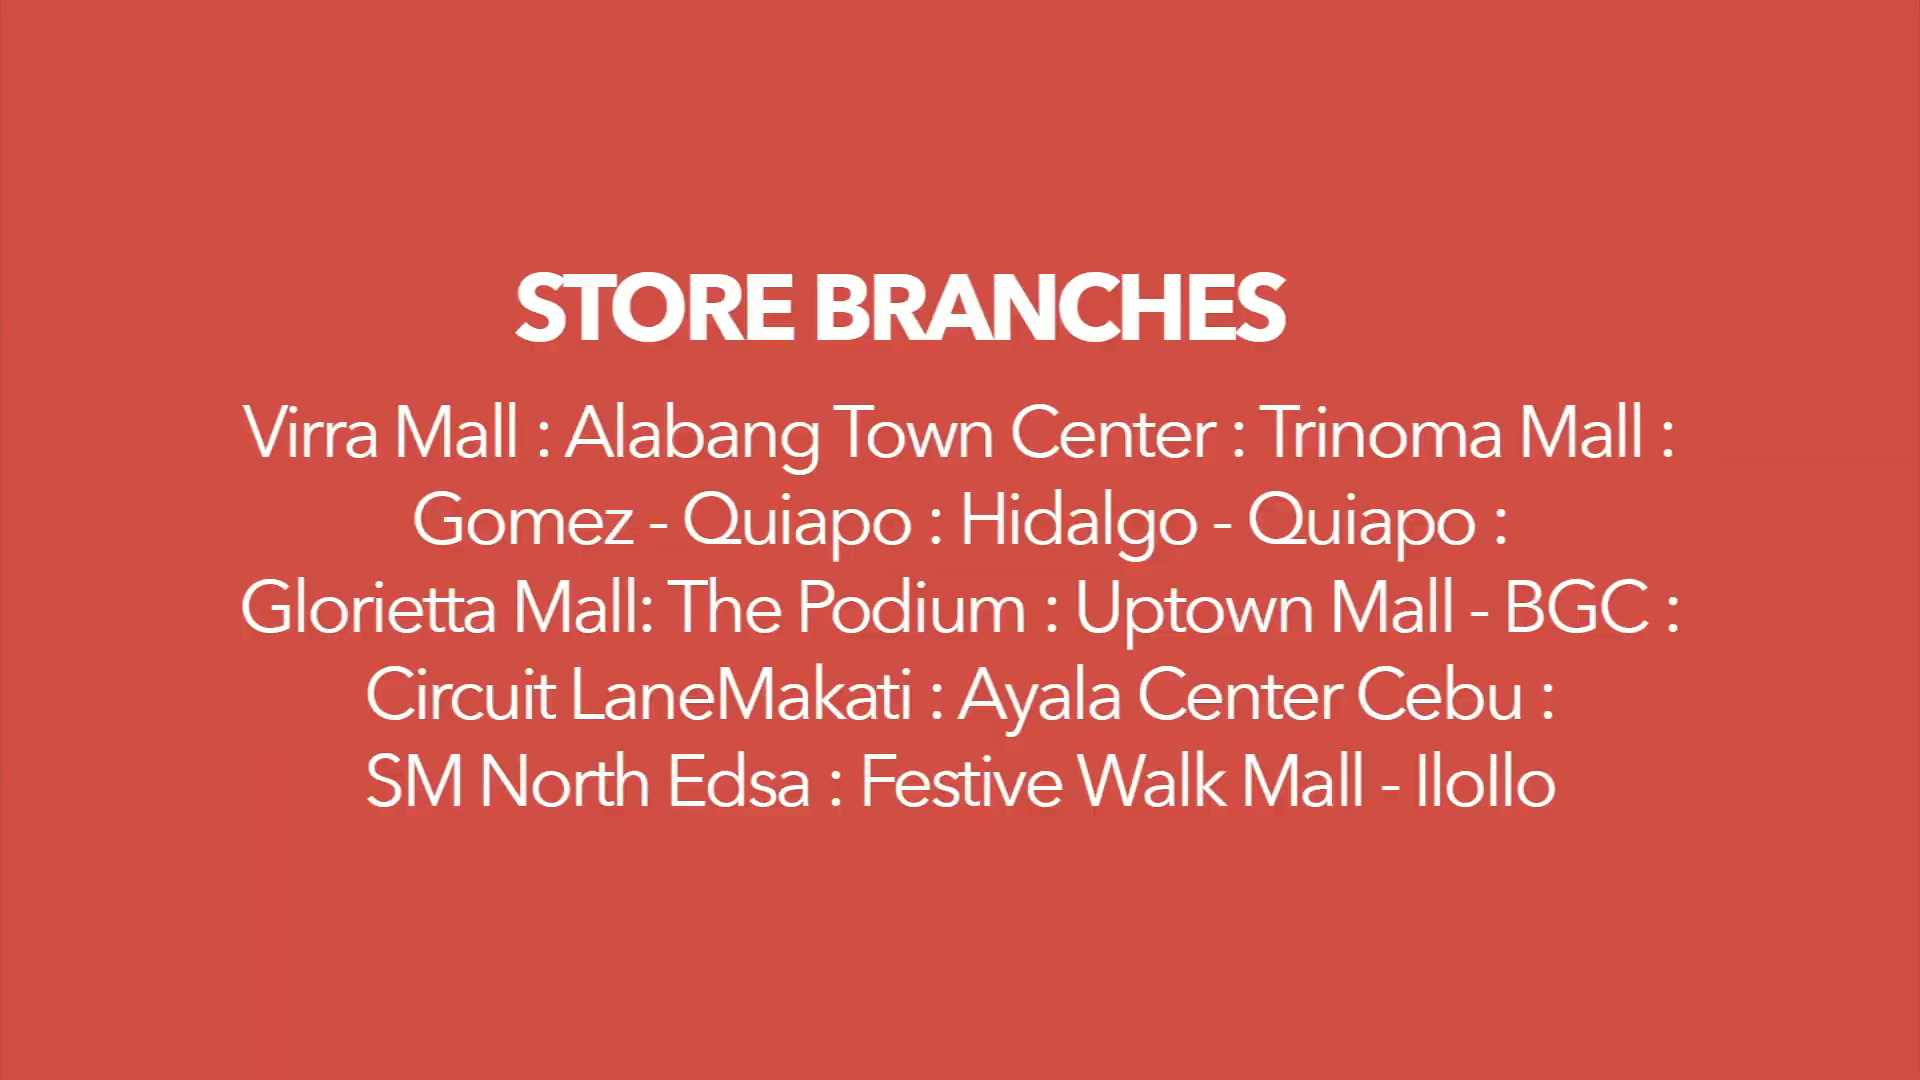 STORE BRANCHES
Virra Mall : Alabang Town Center : Trinoma Mall :
Gomez - Quiapo : Hidalgo - Quiapo :
Glorietta Mall: The Podium : Uptown Mall - BGC :
Circuit LaneMakati : Ayala Center Cebu :
SM North Edsa : Festive Walk Mall - IloIlo